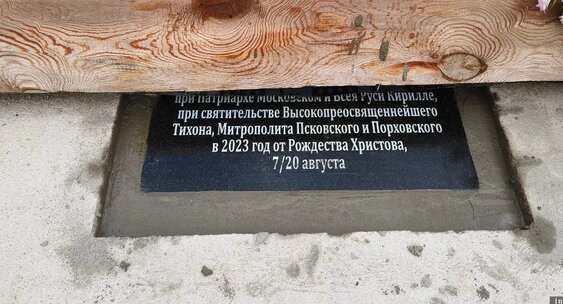 при Патриархе Московском и Всея Руси Кирилле,
при святительстве Высокопреосвященнейшего
Тихона, Митрополита Псковского и Порховского
в 2023 год от Рождества Христова,
7/20 августа
in